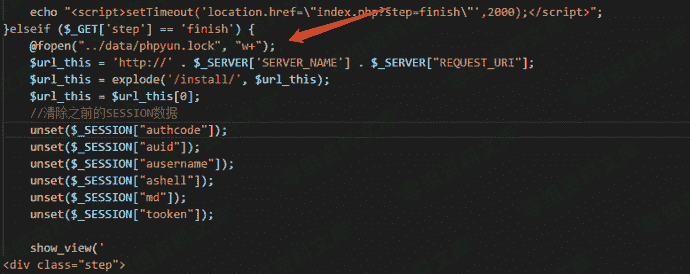 echo "<script>setTimeout('location.href=\"index.php?step=finish\"',2000);</script>";
}elseif ($_GET['step'] == 'finish') {
@fopen("../data/phpyun.lock", "w+");
$url_this = 'http://' . $_SERVER['SERVER_NAME'] . $_SERVER["REQUEST_URI"];
$url_this = explode('/install/', $url_this);
$url_this = $url_this[0];
//清除之前的SESSION数据
unset($_SESSION["authcode"]);
unset($_SESSION["auid"]);
unset($_SESSION["ausername"]);
unset($_SESSION["ashell"]);
unset($_SESSION["md"]);
unset($_SESSION["tooken"]);
show_view('
<div class="step">